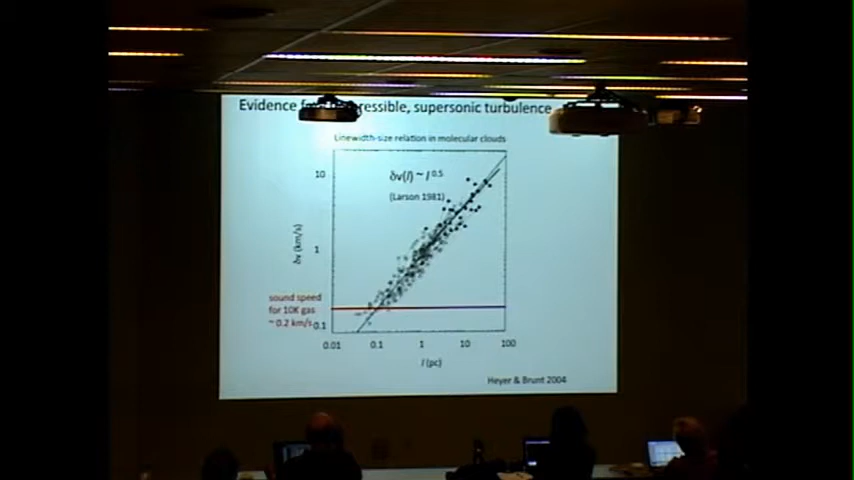 Evidence f ressible, supersonic turbulence
Linewidth-size relation in molecular clouds
δv(l) ~ l^0.5
(Larson 1981)
10
δv (km/s)
1
sound speed
for 10K gas
~ 0.2 km/s
0.1
0.01 0.1 1 10 100
l (pc)
Heyer & Brunt 2004